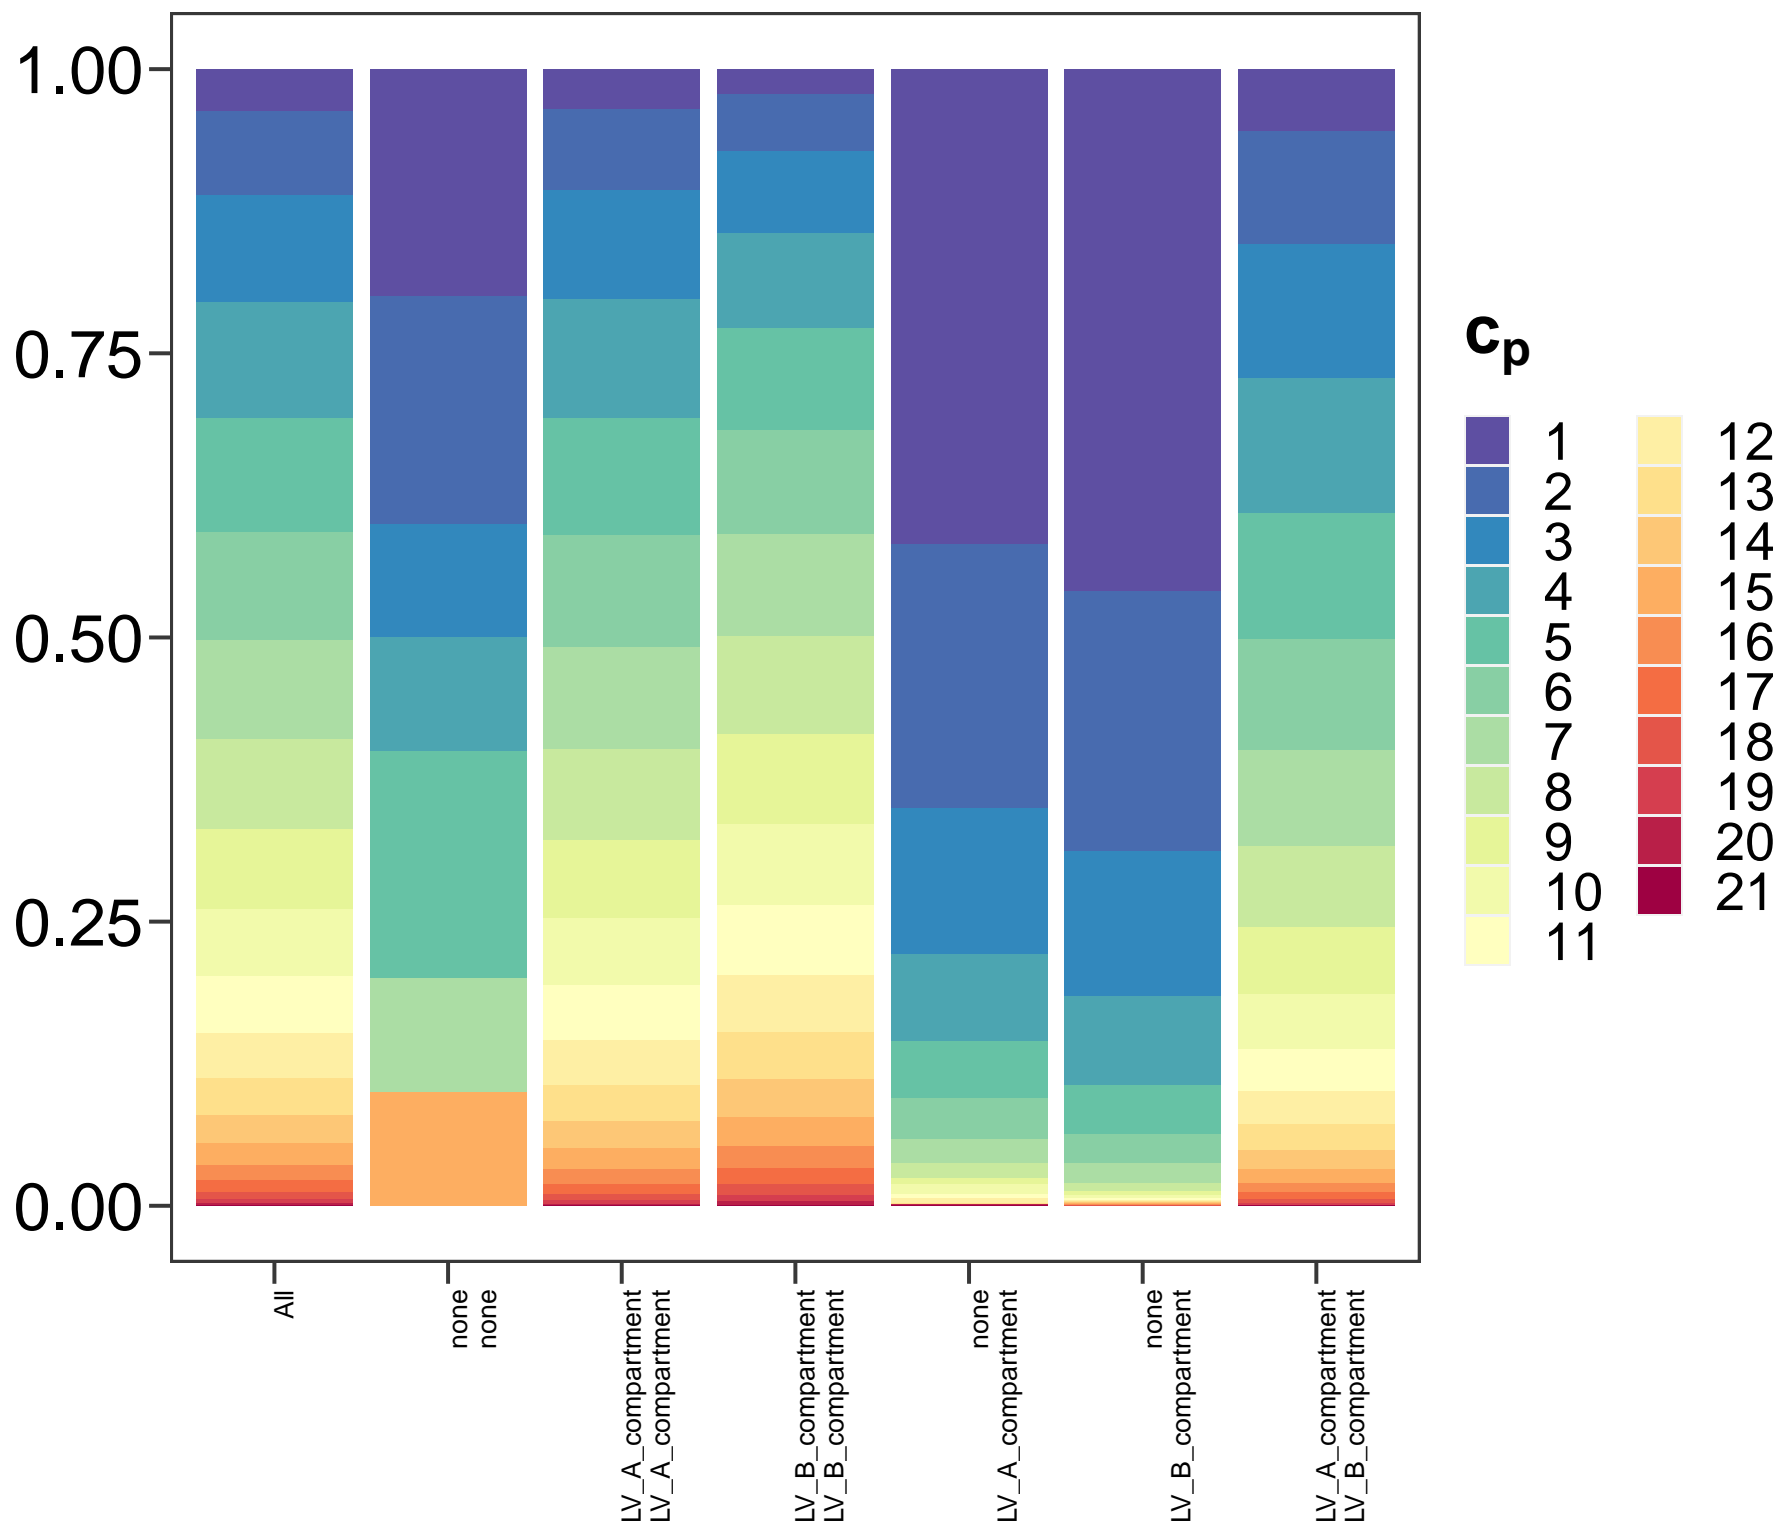 1.00
0.75
0.50
0.25
0.00
All
none
none
LV_A_compartment
LV_A_compartment
LV_B_compartment
LV_B_compartment
none
LV_A_compartment
none
LV_B_compartment
LV_A_compartment
LV_B_compartment
cp
1
2
3
4
5
6
7
8
9
10
11
12
13
14
15
16
17
18
19
20
21